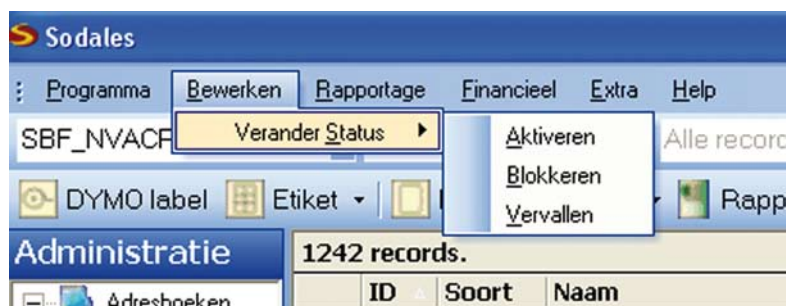 Sodales
Programma Bewerken Rapportage Financieel Extra Help
Verander Status
Aktiveren
Blokkeren
Vervallen
DYMO label Etiket
Administratie
1242 records.
Adresboeken
ID Soort Naam